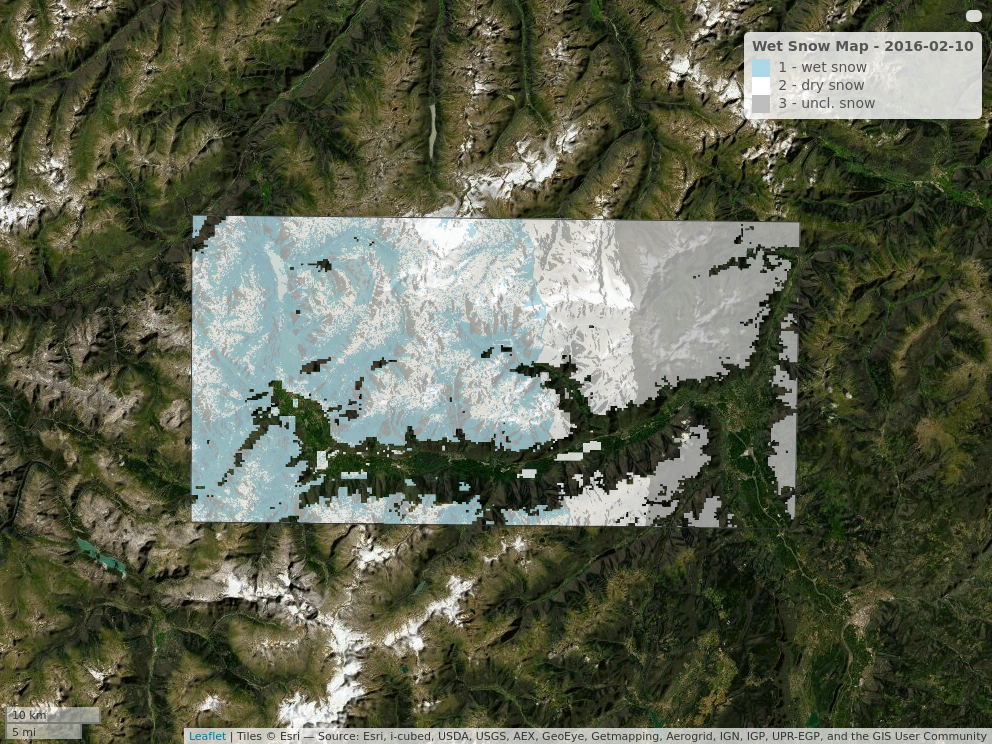 Wet Snow Map - 2016-02-10
1 - wet snow
2 - dry snow
3 - uncl. snow
10 km
5 mi
Leaflet | Tiles © Esri — Source: Esri, i-cubed, USDA, USGS, AEX, GeoEye, Getmapping, Aerogrid, IGN, IGP, UPR-EGP, and the GIS User Community